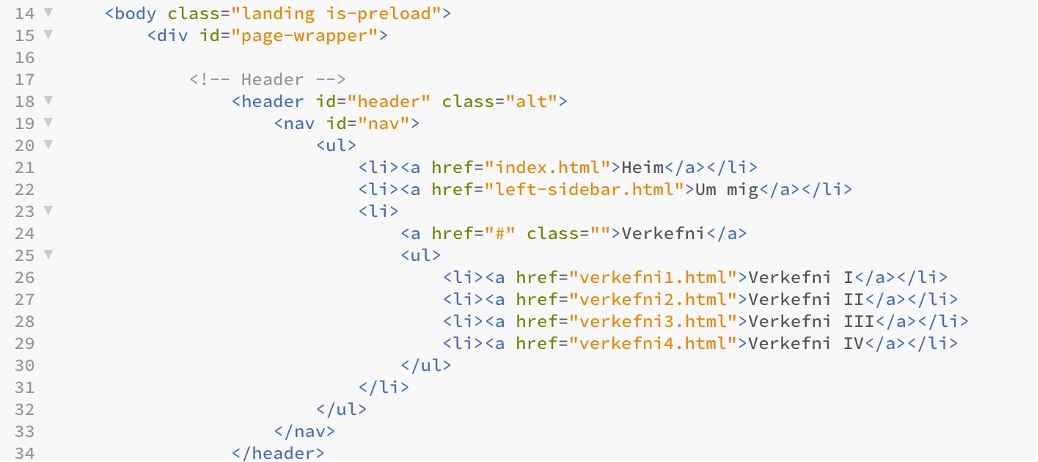 14 <body class="landing is-preload">
15 <div id="page-wrapper">
16
17 <!-- Header -->
18 <header id="header" class="alt">
19 <nav id="nav">
20 <ul>
21 <li><a href="index.html">Heim</a></li>
22 <li><a href="left-sidebar.html">Um mig</a></li>
23 <li>
24 <a href="#" class="">Verkefni</a>
25 <ul>
26 <li><a href="verkefni1.html">Verkefni I</a></li>
27 <li><a href="verkefni2.html">Verkefni II</a></li>
28 <li><a href="verkefni3.html">Verkefni III</a></li>
29 <li><a href="verkefni4.html">Verkefni IV</a></li>
30 </ul>
31 </li>
32 </ul>
33 </nav>
34 </header>